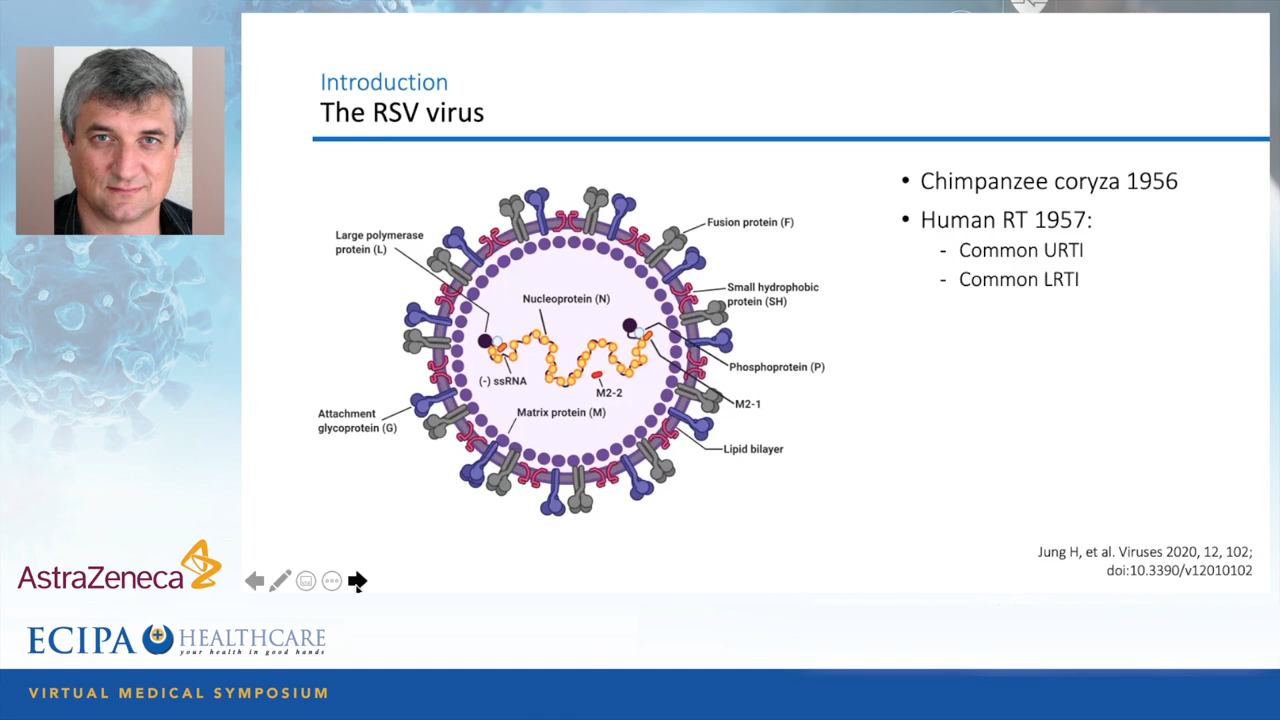 Introduction
The RSV virus
• Chimpanzee coryza 1956
• Human RT 1957:
- Common URTI
- Common LRTI
Large polymerase
protein (L)
Fusion protein (F)
Nucleoprotein (N)
Small hydrophobic
protein (SH)
(-) ssRNA
M2-2
Phosphoprotein (P)
M2-1
Attachment
glycoprotein (G)
Matrix protein (M)
Lipid bilayer
Jung H, et al. Viruses 2020, 12, 102;
doi:10.3390/v12010102
AstraZeneca
ECIPA HEALTHCARE
your health in good hands
VIRTUAL MEDICAL SYMPOSIUM